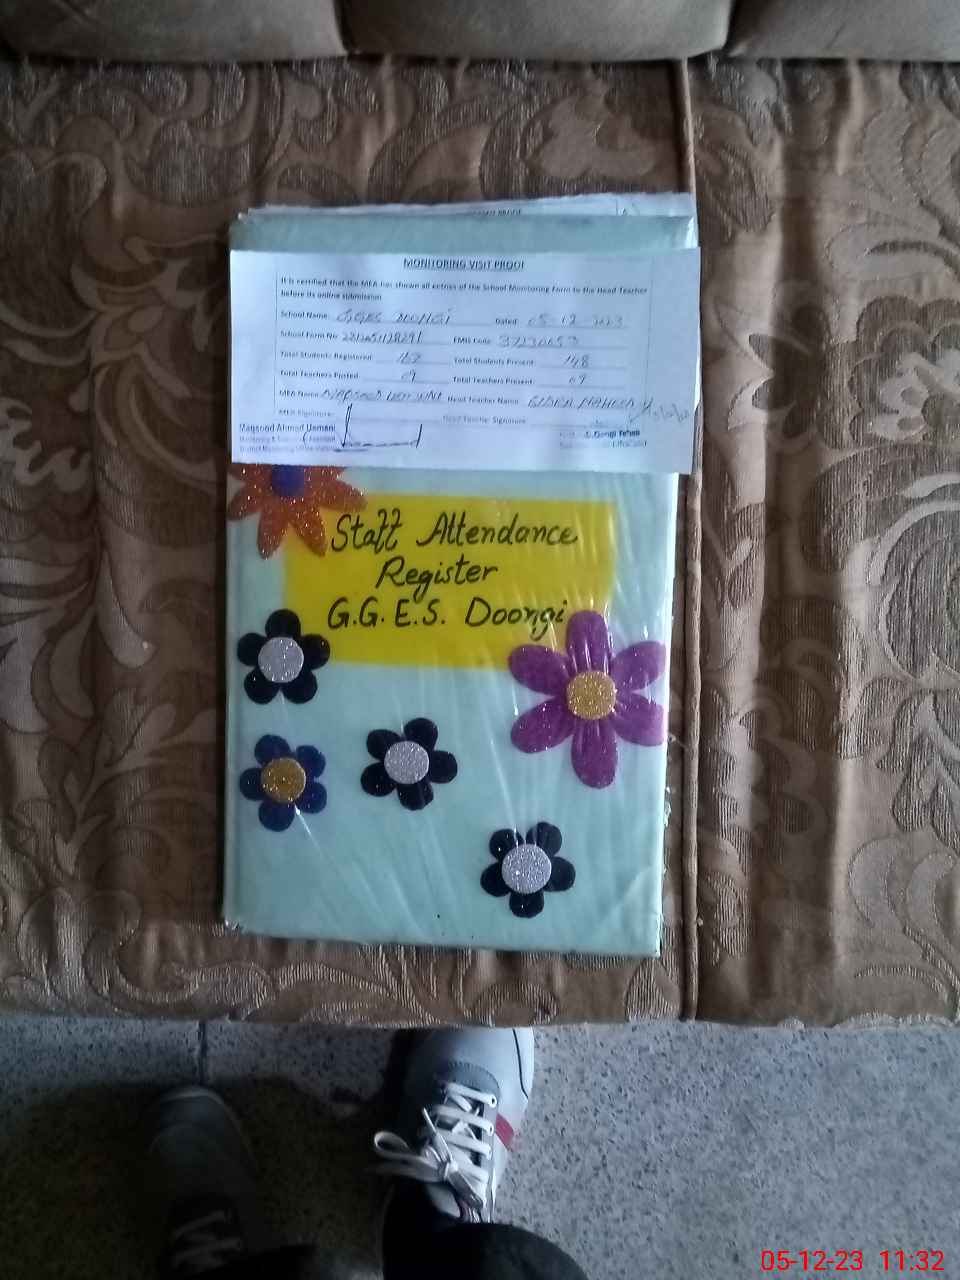 MONITORING VISIT PROOF
It is certified that the MEA has shown all entries of the School Monitoring Form to the Head Teacher
before its online submission
School Name: GGES DONGI Dated: 05-12-2023
School Form No. EMIS Code:
Total Students Registered: 162 Total Students Present: 148
Total Teachers Posted: 09 Total Teachers Present: 09
MEA Name: Head Teacher Name:
MEA Signature: Head Teacher Signature
Maqsood Ahmad Usmani
Staff Attendance
Register
G.G.E.S. Doongi
05-12-23 11:32